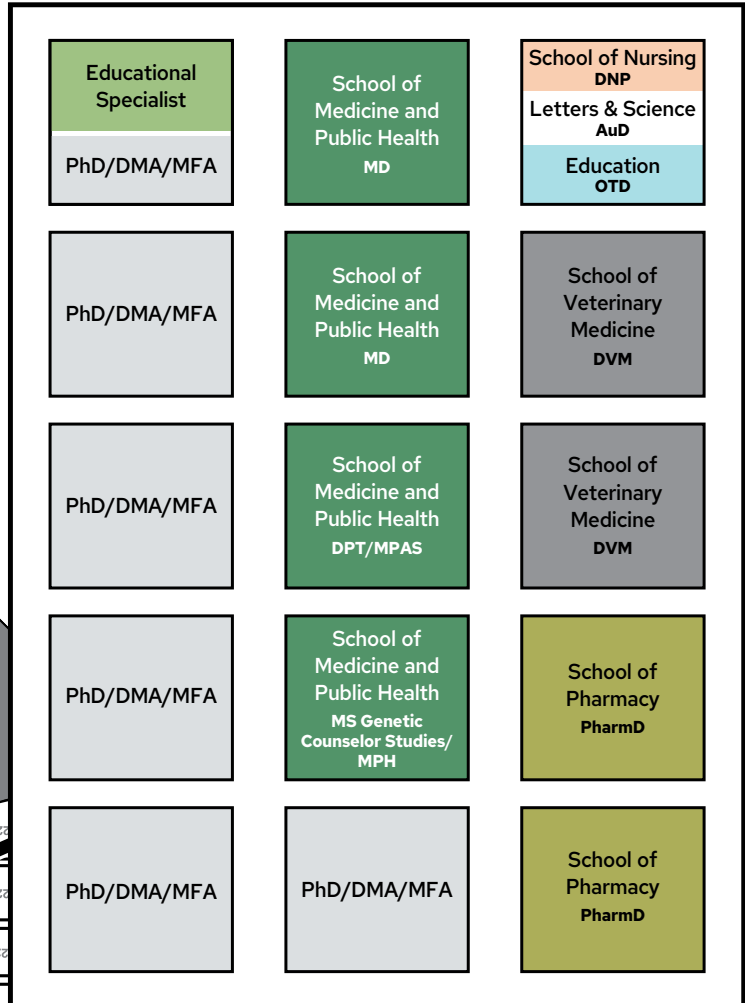 Educational
Specialist
PhD/DMA/MFA
School of
Medicine and
Public Health
MD
School of Nursing
DNP
Letters & Science
AuD
Education
OTD
PhD/DMA/MFA
School of
Medicine and
Public Health
MD
School of
Veterinary
Medicine
DVM
PhD/DMA/MFA
School of
Medicine and
Public Health
DPT/MPAS
School of
Veterinary
Medicine
DVM
PhD/DMA/MFA
School of
Medicine and
Public Health
MS Genetic
Counselor Studies/
MPH
School of
Pharmacy
PharmD
PhD/DMA/MFA
PhD/DMA/MFA
School of
Pharmacy
PharmD